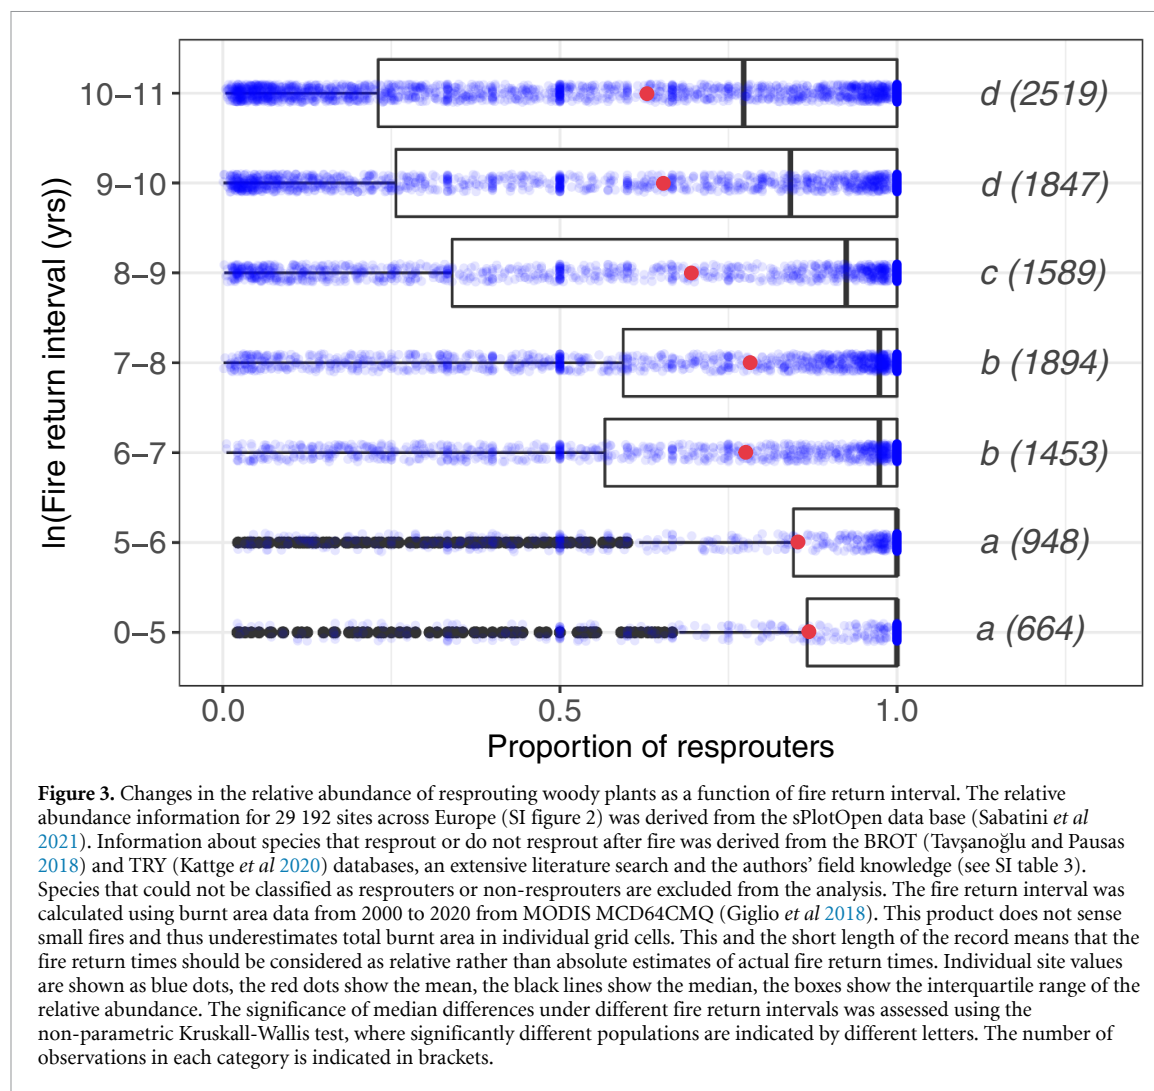 10–11
d (2519)
9–10
d (1847)
8–9
c (1589)
7–8
b (1894)
6–7
b (1453)
5–6
a (948)
0–5
a (664)
ln(Fire return interval (yrs))
0.0 0.5 1.0
Proportion of resprouters
Figure 3. Changes in the relative abundance of resprouting woody plants as a function of fire return interval. The relative
abundance information for 29 192 sites across Europe (SI figure 2) was derived from the sPlotOpen data base (Sabatini et al
2021). Information about species that resprout or do not resprout after fire was derived from the BROT (Tavşanoğlu and Pausas
2018) and TRY (Kattge et al 2020) databases, an extensive literature search and the authors’ field knowledge (see SI table 3).
Species that could not be classified as resprouters or non-resprouters are excluded from the analysis. The fire return interval was
calculated using burnt area data from 2000 to 2020 from MODIS MCD64CMQ (Giglio et al 2018). This product does not sense
small fires and thus underestimates total burnt area in individual grid cells. This and the short length of the record means that the
fire return times should be considered as relative rather than absolute estimates of actual fire return times. Individual site values
are shown as blue dots, the red dots show the mean, the black lines show the median, the boxes show the interquartile range of the
relative abundance. The significance of median differences under different fire return intervals was assessed using the
non-parametric Kruskall-Wallis test, where significantly different populations are indicated by different letters. The number of
observations in each category is indicated in brackets.